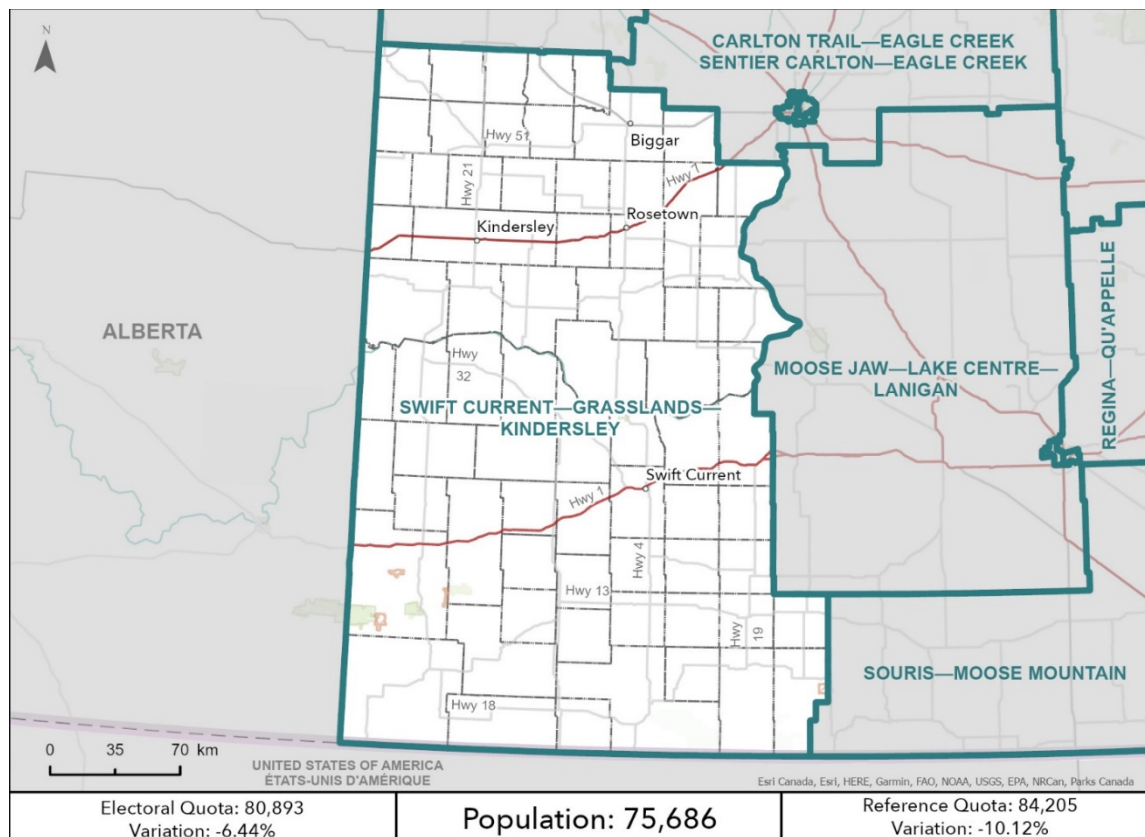 N
CARLTON TRAIL—EAGLE CREEK
SENTIER CARLTON—EAGLE CREEK
Biggar
Hwy 51
Hwy 21
Hwy 7
Rosetown
Kindersley
REGINA—QU'APPELLE
ALBERTA
Hwy
32
MOOSE JAW—LAKE CENTRE—
LANIGAN
SWIFT CURRENT—GRASSLANDS—
KINDERSLEY
Swift Current
Hwy 1
Hwy 4
Hwy 13
Hwy
19
SOURIS—MOOSE MOUNTAIN
Hwy 18
0 35 70 km
UNITED STATES OF AMERICA
ÉTATS-UNIS D'AMÉRIQUE
Esri Canada, Esri, HERE, Garmin, FAO, NOAA, USGS, EPA, NRCan, Parks Canada
Electoral Quota: 80,893
Variation: -6.44%
Population: 75,686
Reference Quota: 84,205
Variation: -10.12%